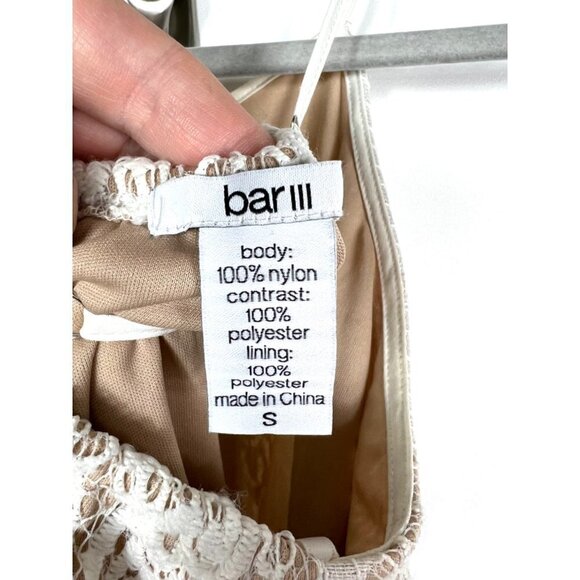 bar III
body:
100% nylon
contrast:
100%
polyester
lining:
100%
polyester
made in China
S